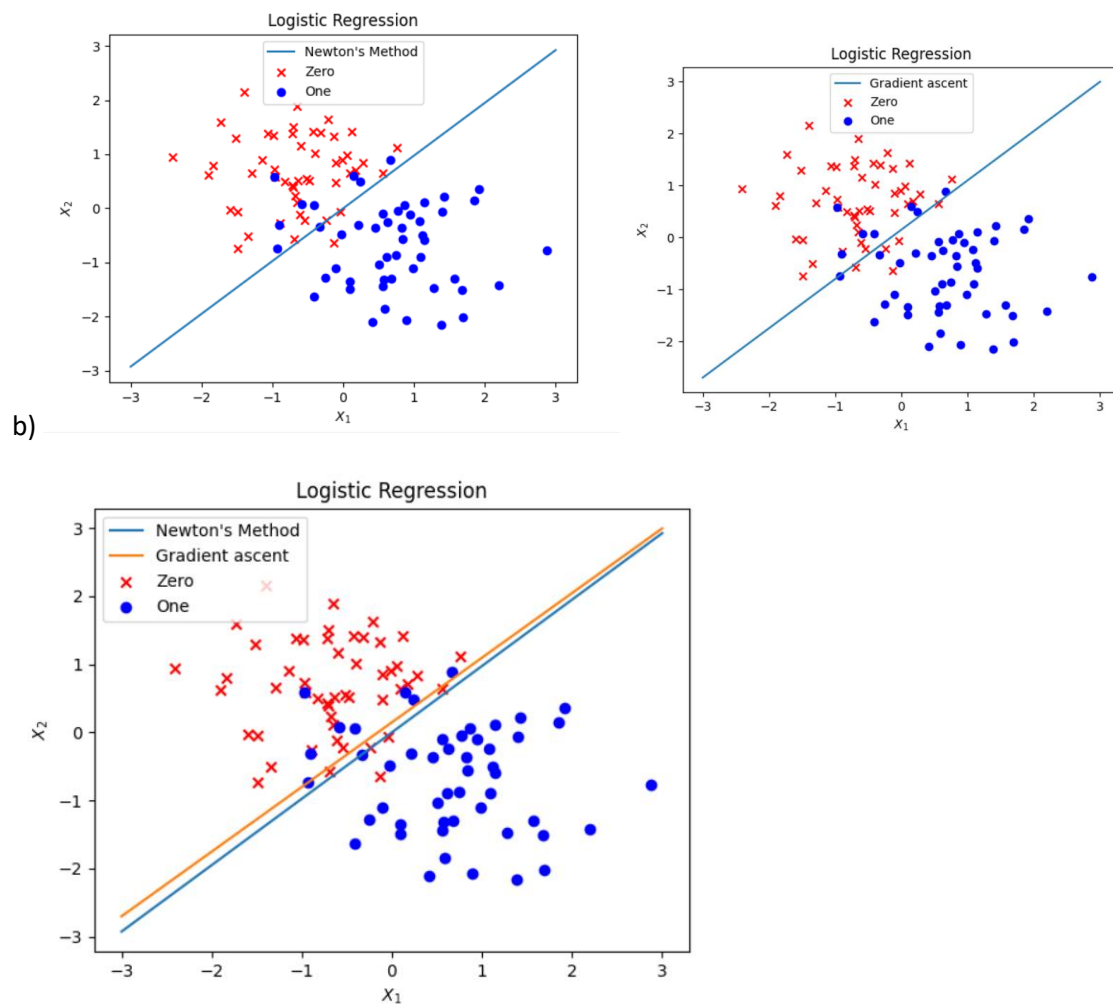 Logistic Regression
Newton's Method
Zero
One
X₂
3
2
1
0
−1
−2
−3
−3
−2
−1
0
1
2
3
X₁
Logistic Regression
Gradient ascent
Zero
One
X₂
3
2
1
0
−1
−2
−3
−2
−1
0
1
2
3
X₁
b)
Logistic Regression
Newton's Method
Gradient ascent
Zero
One
X₂
3
2
1
0
−1
−2
−3
−3
−2
−1
0
1
2
3
X₁